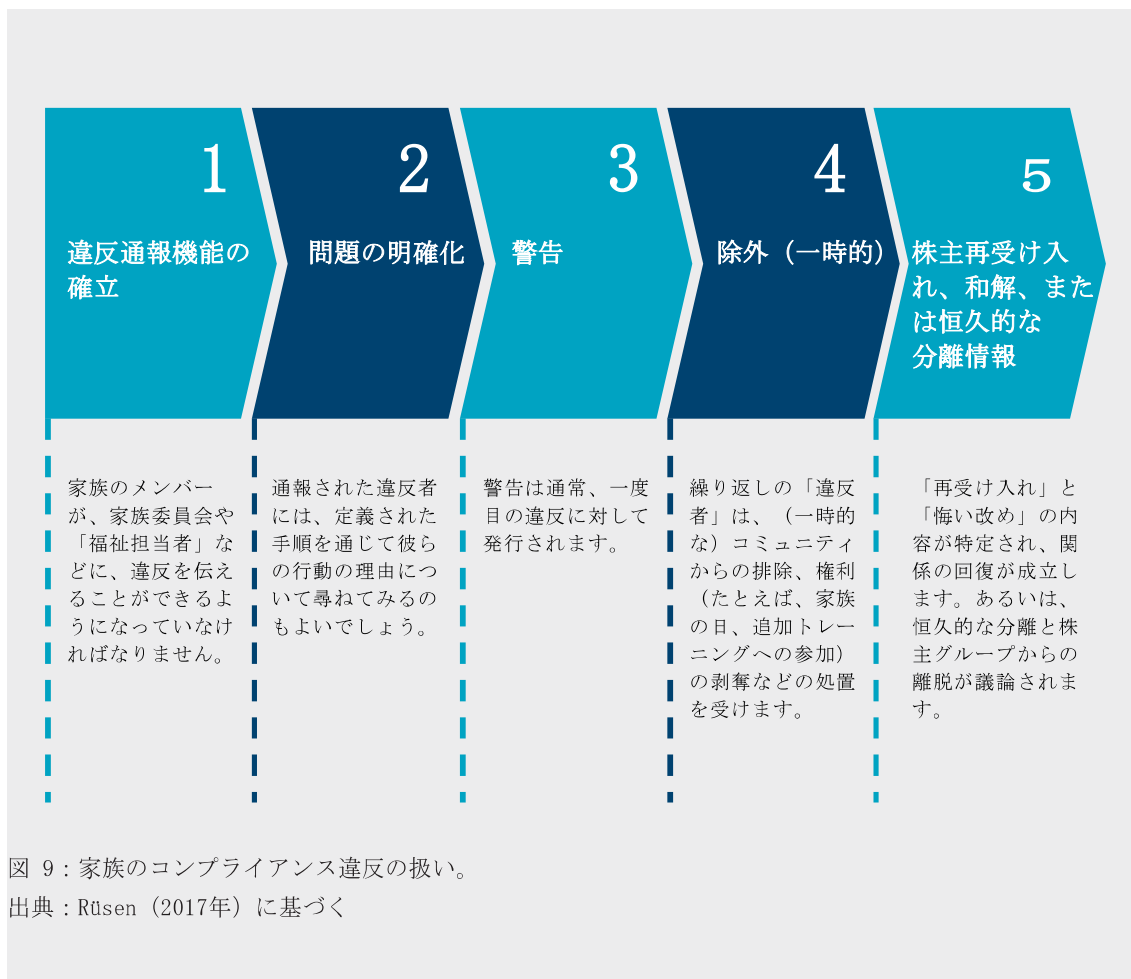 1
違反通報機能の
確立
家族のメンバー
が、家族委員会や
「福祉担当者」な
どに、違反を伝え
ることができるよ
うになっていなけ
ればなりません。
2
問題の明確化
通報された違反者
には、定義された
手順を通じて彼ら
の行動の理由につ
いて尋ねてみるの
もよいでしょう。
3
警告
警告は通常、一度
目の違反に対して
発行されます。
4
除外（一時的）
繰り返しの「違反
者」は、（一時的
な）コミュニティ
からの排除、権利
（たとえば、家族
の日、追加トレー
ニングへの参加）
の剥奪などの処置
を受けます。
5
株主再受け入
れ、和解、また
は恒久的な
分離情報
「再受け入れ」と
「悔い改め」の内
容が特定され、関
係の回復が成立し
ます。あるいは、
恒久的な分離と株
主グループからの
離脱が議論されま
す。
図 9：家族のコンプライアンス違反の扱い。
出典：Rüsen（2017年）に基づく